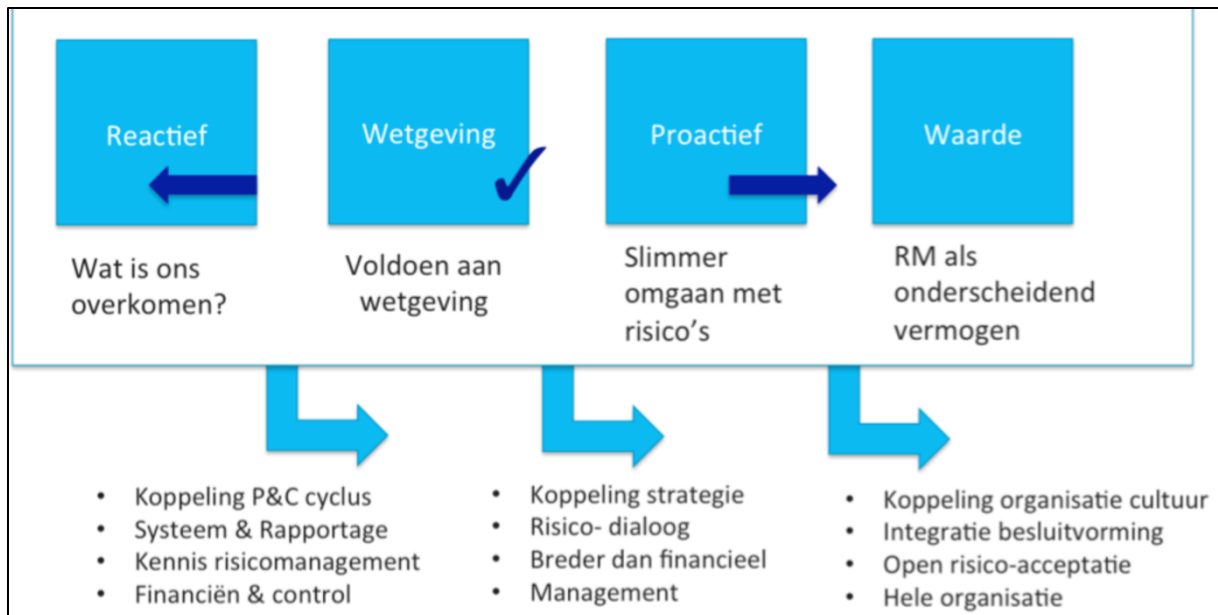 Reactief
Wetgeving
Proactief
Waarde
Wat is ons
overkomen?
Voldoen aan
wetgeving
Slimmer
omgaan met
risico's
RM als
onderscheidend
vermogen
• Koppeling P&C cyclus
• Systeem & Rapportage
• Kennis risicomanagement
• Financiën & control
• Koppeling strategie
• Risico- dialoog
• Breder dan financieel
• Management
• Koppeling organisatie cultuur
• Integratie besluitvorming
• Open risico-acceptatie
• Hele organisatie